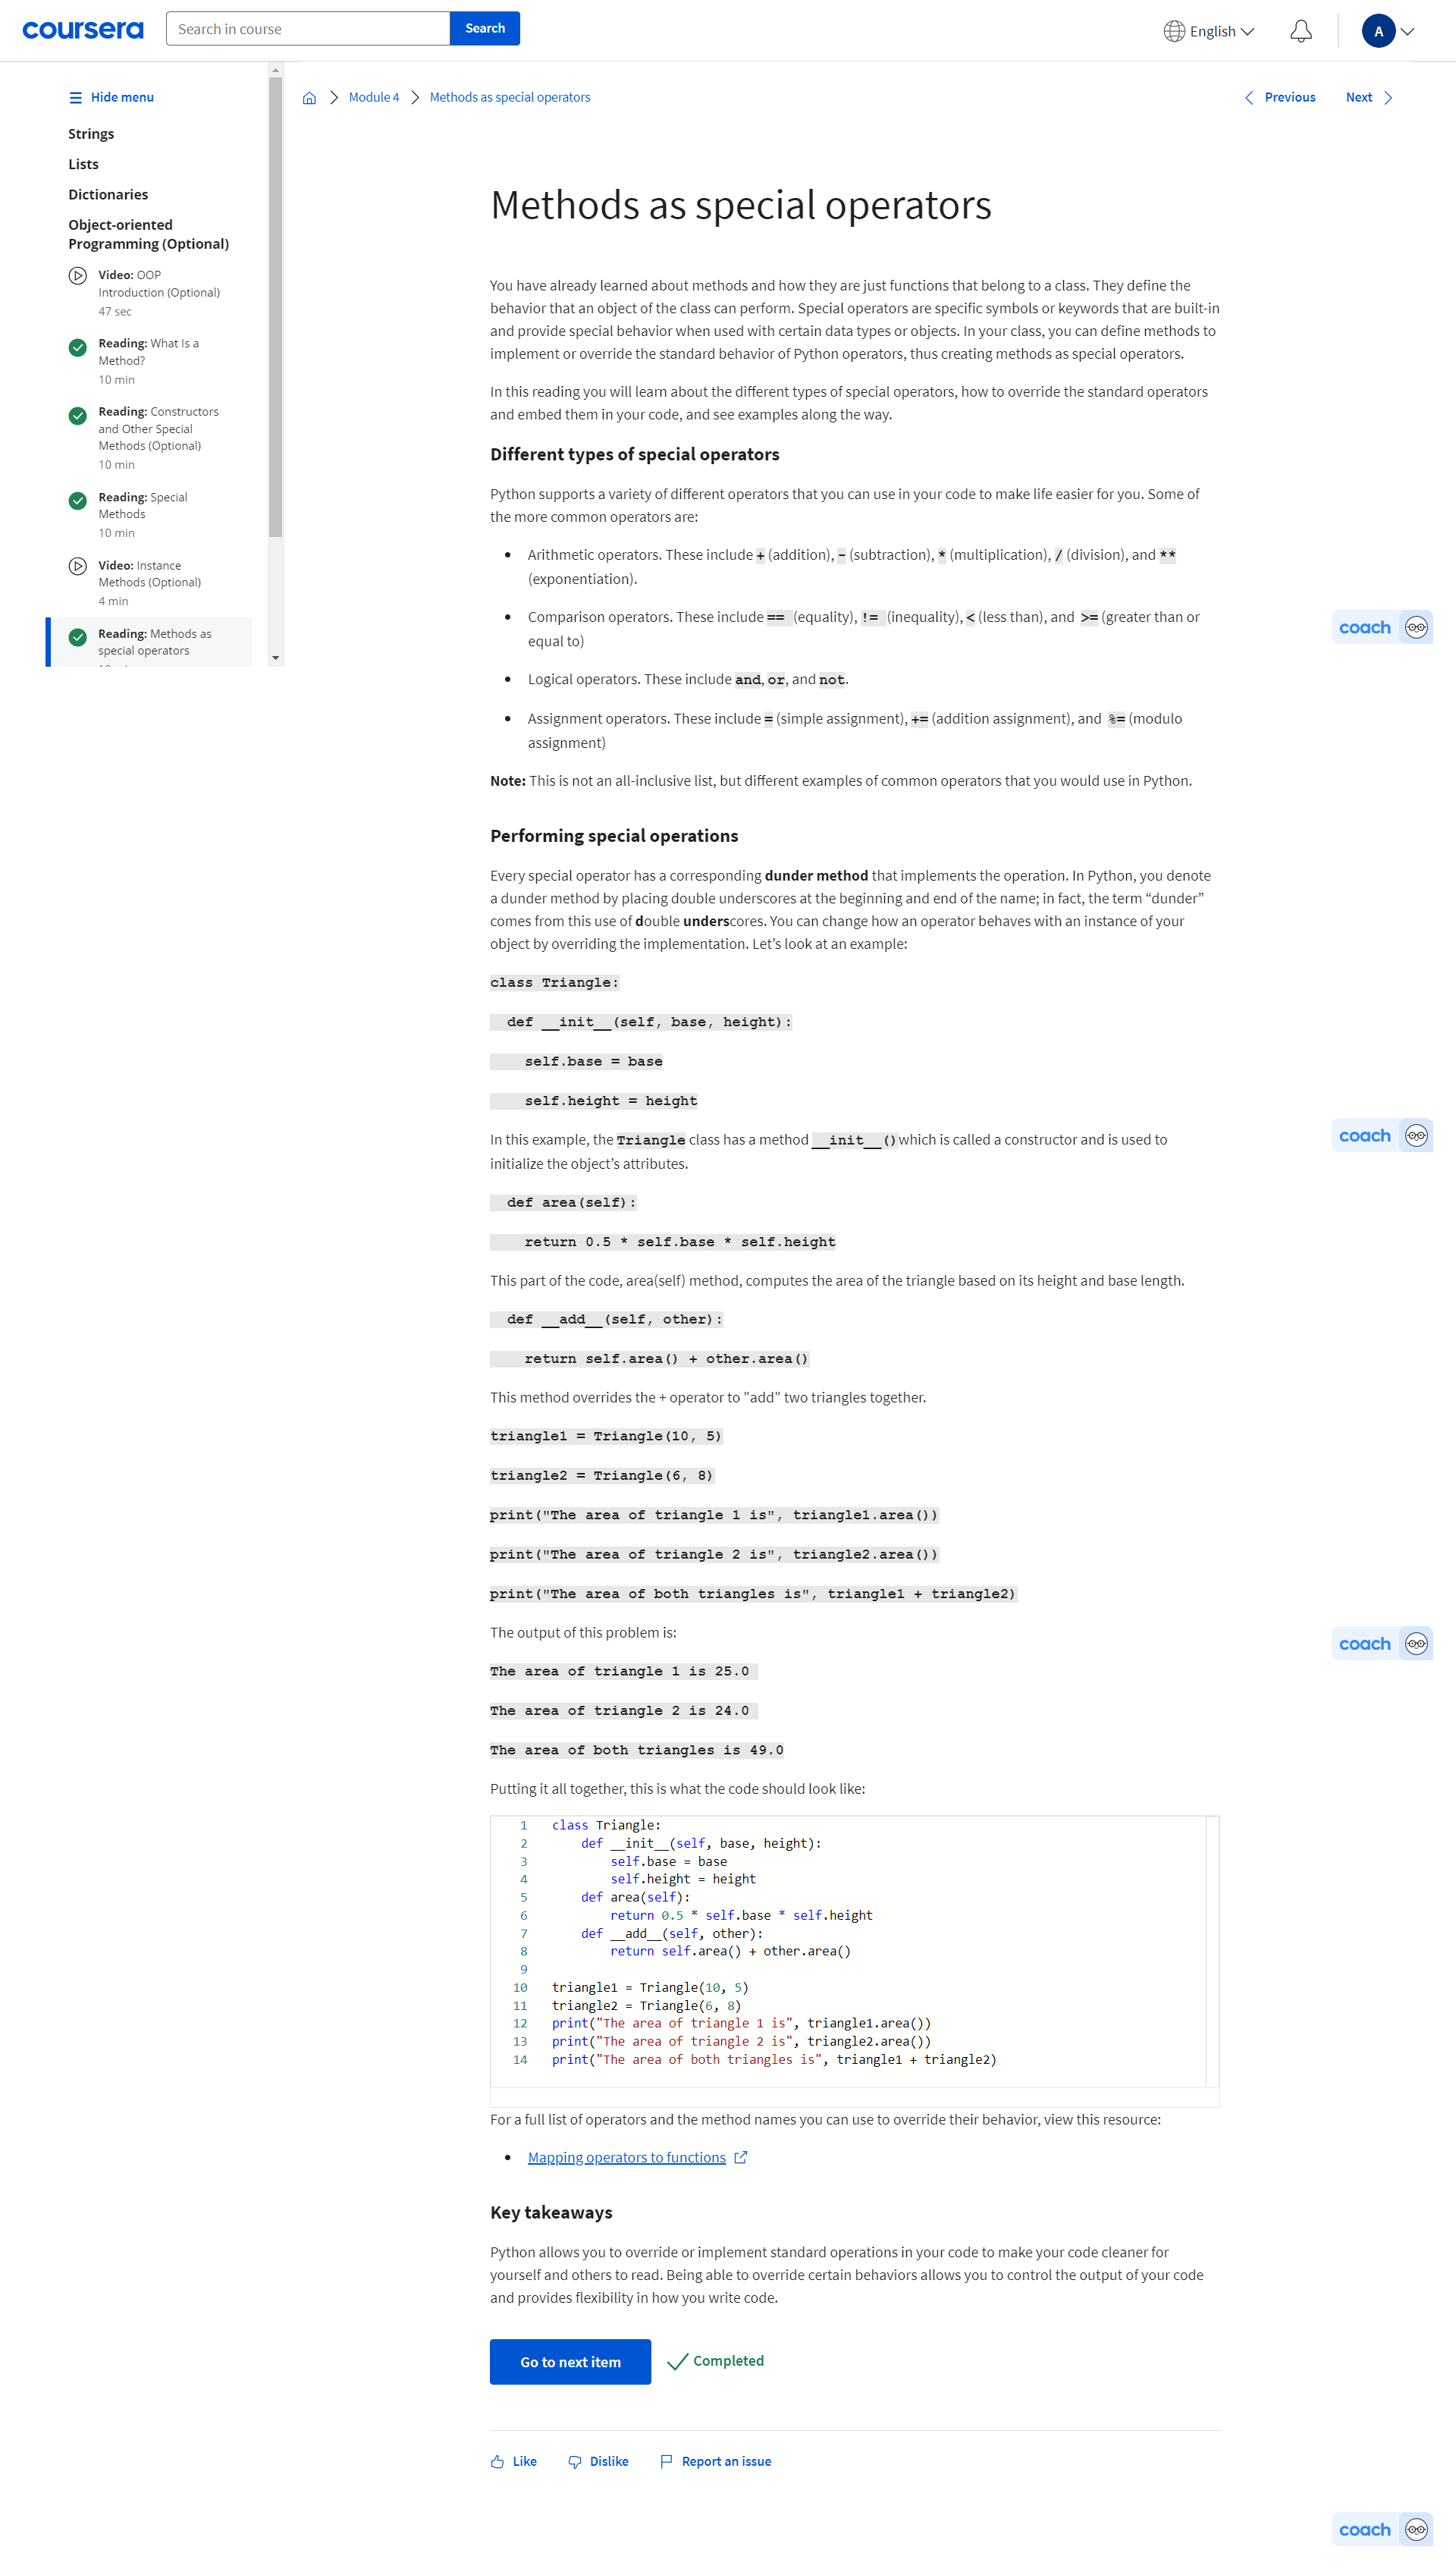 coursera
Search in course
Search
English
A
Hide menu
Strings
Lists
Dictionaries
Object-oriented
Programming (Optional)
Video: OOP
Introduction (Optional)
47 sec
Reading: What Is a
Method?
10 min
Reading: Constructors
and Other Special
Methods (Optional)
10 min
Reading: Special
Methods
10 min
Video: Instance
Methods (Optional)
4 min
Reading: Methods as
special operators
Module 4
Methods as special operators
Previous
Next
Methods as special operators
You have already learned about methods and how they are just functions that belong to a class. They define the
behavior that an object of the class can perform. Special operators are specific symbols or keywords that are built-in
and provide special behavior when used with certain data types or objects. In your class, you can define methods to
implement or override the standard behavior of Python operators, thus creating methods as special operators.
In this reading you will learn about the different types of special operators, how to override the standard operators
and embed them in your code, and see examples along the way.
Different types of special operators
Python supports a variety of different operators that you can use in your code to make life easier for you. Some of
the more common operators are:
• Arithmetic operators. These include + (addition), - (subtraction), * (multiplication), / (division), and **
(exponentiation).
• Comparison operators. These include == (equality), != (inequality), < (less than), and >= (greater than or
equal to)
• Logical operators. These include and, or, and not.
• Assignment operators. These include = (simple assignment), += (addition assignment), and %= (modulo
assignment)
Note: This is not an all-inclusive list, but different examples of common operators that you would use in Python.
Performing special operations
Every special operator has a corresponding dunder method that implements the operation. In Python, you denote
a dunder method by placing double underscores at the beginning and end of the name; in fact, the term “dunder”
comes from this use of double underscores. You can change how an operator behaves with an instance of your
object by overriding the implementation. Let’s look at an example:
class Triangle:
  def __init__(self, base, height):
    self.base = base
    self.height = height
In this example, the Triangle class has a method __init__()which is called a constructor and is used to
initialize the object’s attributes.
  def area(self):
    return 0.5 * self.base * self.height
This part of the code, area(self) method, computes the area of the triangle based on its height and base length.
  def __add__(self, other):
    return self.area() + other.area()
This method overrides the + operator to "add" two triangles together.
triangle1 = Triangle(10, 5)
triangle2 = Triangle(6, 8)
print("The area of triangle 1 is", triangle1.area())
print("The area of triangle 2 is", triangle2.area())
print("The area of both triangles is", triangle1 + triangle2)
The output of this problem is:
The area of triangle 1 is 25.0
The area of triangle 2 is 24.0
The area of both triangles is 49.0
Putting it all together, this is what the code should look like:
1 class Triangle:
2     def __init__(self, base, height):
3         self.base = base
4         self.height = height
5     def area(self):
6         return 0.5 * self.base * self.height
7     def __add__(self, other):
8         return self.area() + other.area()
9
10 triangle1 = Triangle(10, 5)
11 triangle2 = Triangle(6, 8)
12 print("The area of triangle 1 is", triangle1.area())
13 print("The area of triangle 2 is", triangle2.area())
14 print("The area of both triangles is", triangle1 + triangle2)
For a full list of operators and the method names you can use to override their behavior, view this resource:
• Mapping operators to functions
Key takeaways
Python allows you to override or implement standard operations in your code to make your code cleaner for
yourself and others to read. Being able to override certain behaviors allows you to control the output of your code
and provides flexibility in how you write code.
Go to next item
Completed
Like
Dislike
Report an issue
coach
coach
coach
coach